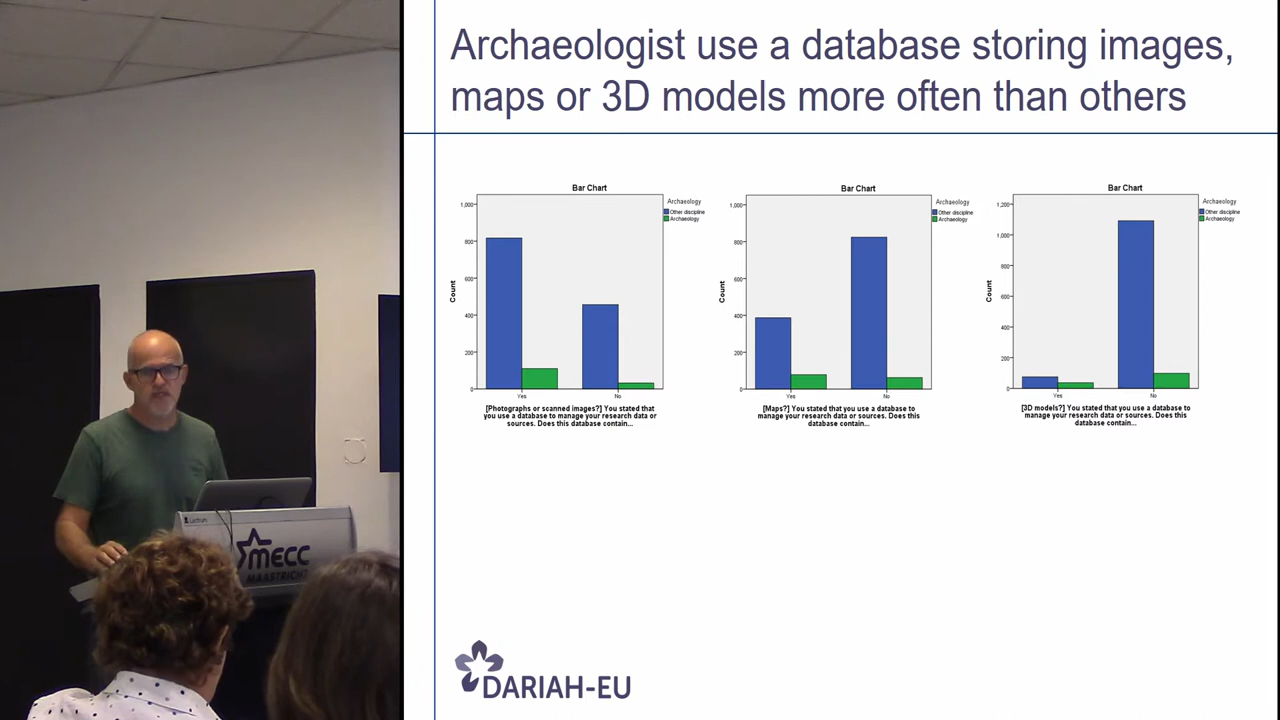 Archaeologist use a database storing images,
maps or 3D models more often than others
Bar Chart
Archaeology
Other discipline
Archaeology
1,000
800
600
400
200
0
Count
Yes
No
[Photographs or scanned images?] You stated that
you use a database to manage your research data or
sources. Does this database contain...
Bar Chart
Archaeology
Other discipline
Archaeology
1,000
800
600
400
200
0
Count
Yes
No
[Maps?] You stated that you use a database to
manage your research data or sources. Does this
database contain...
Bar Chart
Archaeology
Other discipline
Archaeology
1,200
1,000
800
600
400
200
0
Count
Yes
No
[3D models?] You stated that you use a database to
manage your research data or sources. Does this
database contain...
Lectrum
MECC
MAASTRICHT
DARIAH-EU